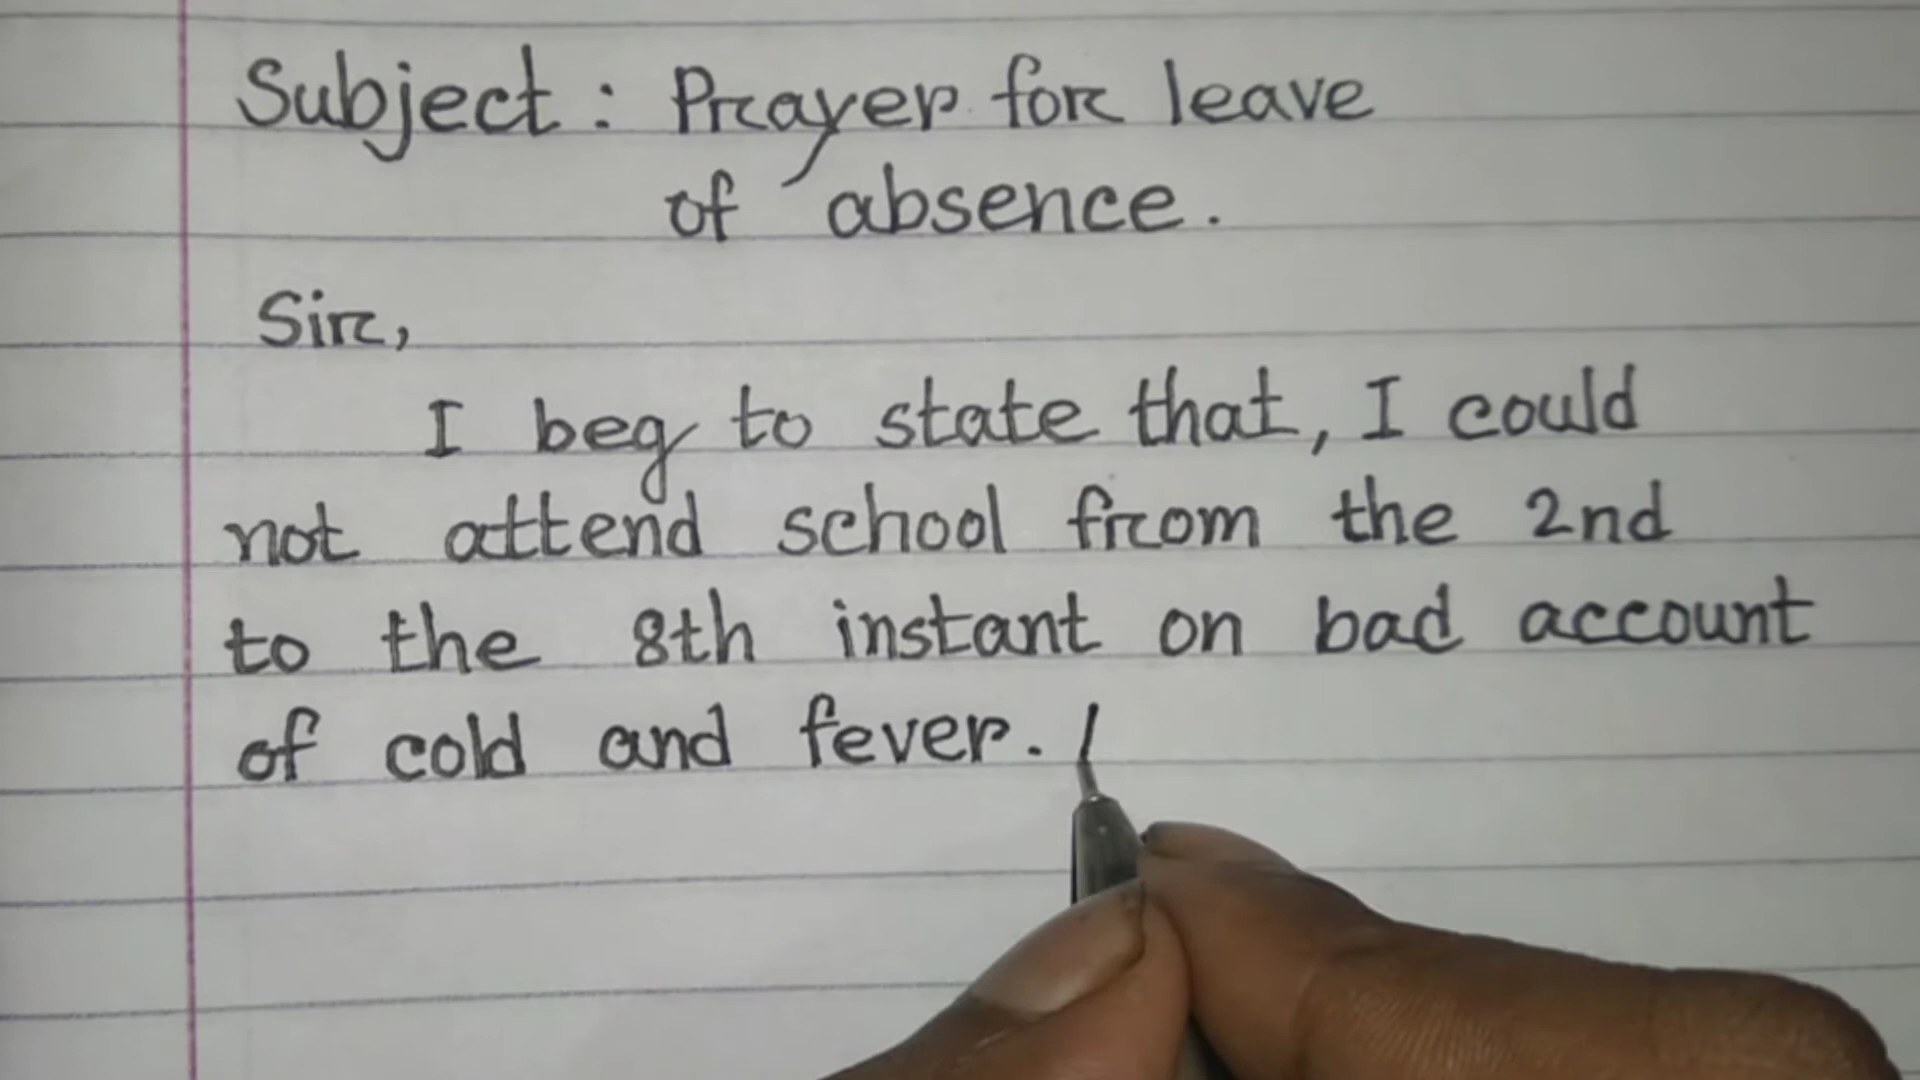 Subject: Prayer for leave
of absence.
Sir,
I beg to state that, I could
not attend school from the 2nd
to the 8th instant on bad account
of cold and fever.